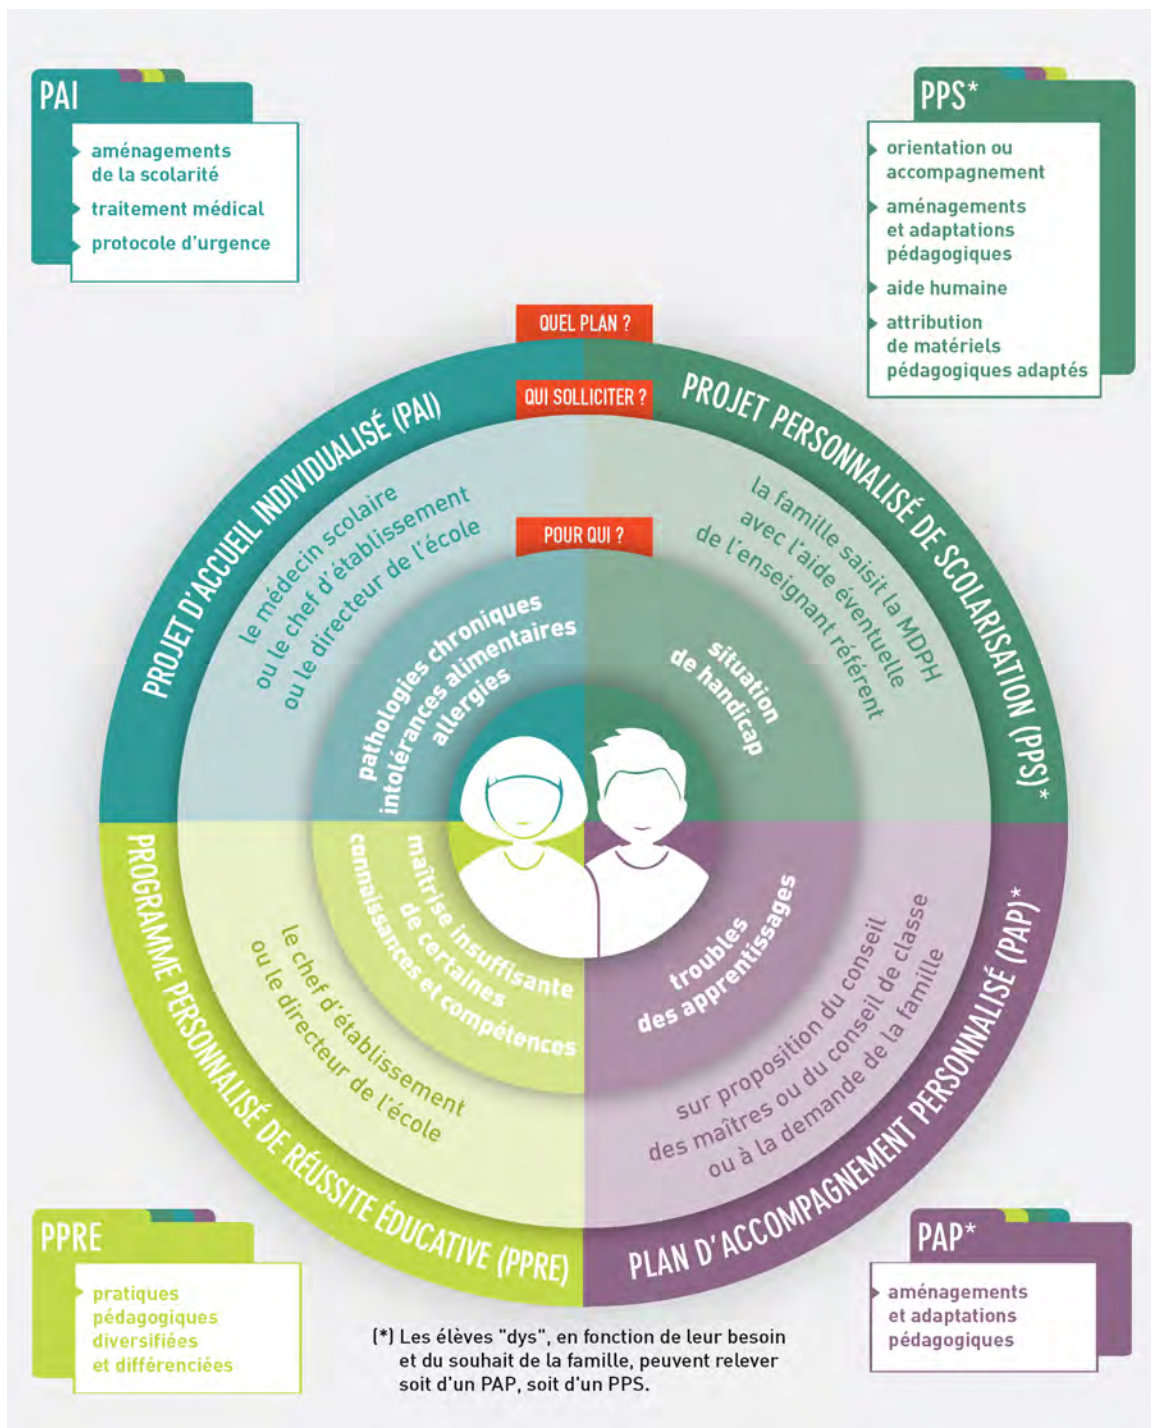 PAI
aménagements
de la scolarité
traitement médical
protocole d'urgence
PPS*
orientation ou
accompagnement
aménagements
et adaptations
pédagogiques
aide humaine
attribution
de matériels
pédagogiques adaptés
QUEL PLAN ?
QUI SOLLICITER ?
POUR QUI ?
PROJET D'ACCUEIL INDIVIDUALISÉ (PAI)
le médecin scolaire
ou le chef d'établissement
ou le directeur de l'école
pathologies chroniques
intolérances alimentaires
allergies
PROJET PERSONNALISÉ DE SCOLARISATION (PPS)*
la famille saisit la MDPH
avec l'aide éventuelle
de l'enseignant référent
situation
de handicap
PROGRAMME PERSONNALISÉ DE RÉUSSITE ÉDUCATIVE (PPRE)
le chef d'établissement
ou le directeur de l'école
maîtrise insuffisante
de certaines
connaissances et compétences
PLAN D'ACCOMPAGNEMENT PERSONNALISÉ (PAP)*
troubles
des apprentissages
sur proposition du conseil
des maîtres ou du conseil de classe
ou à la demande de la famille
PPRE
pratiques
pédagogiques
diversifiées
et différenciées
PAP*
aménagements
et adaptations
pédagogiques
(*) Les élèves "dys", en fonction de leur besoin
et du souhait de la famille, peuvent relever
soit d'un PAP, soit d'un PPS.